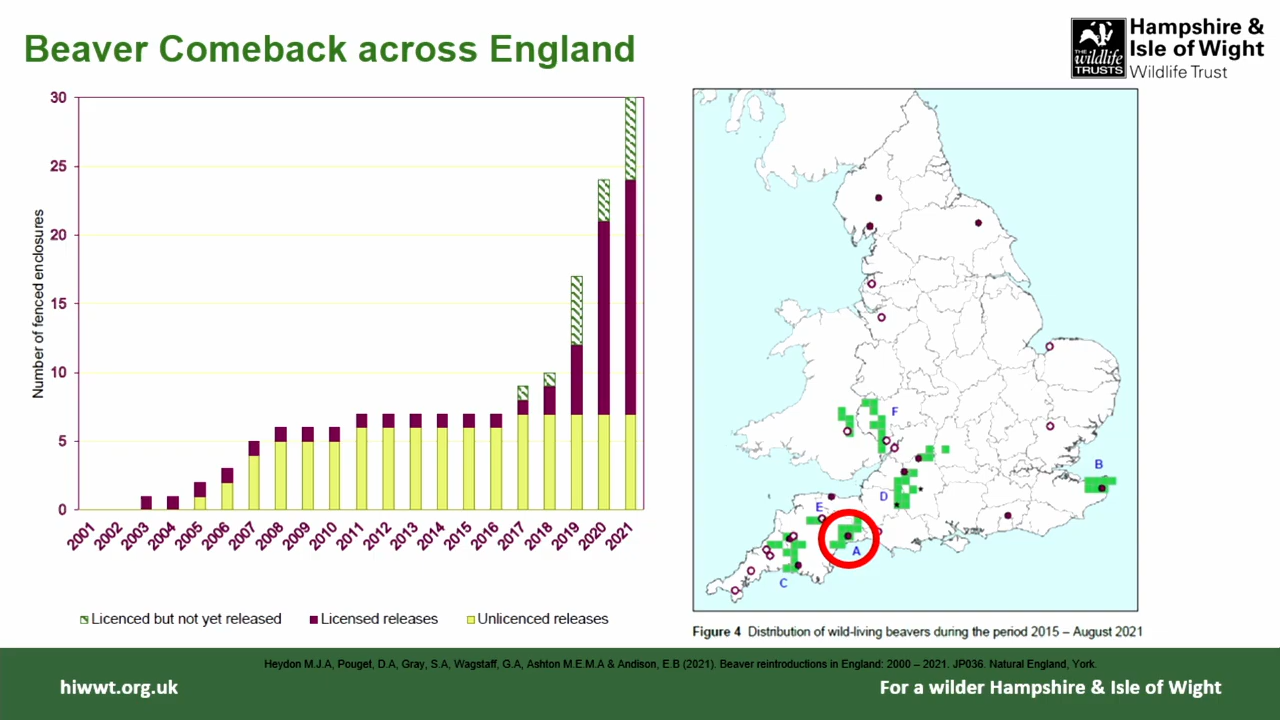 Beaver Comeback across England
THE
wildlife
TRUSTS
Hampshire &
Isle of Wight
Wildlife Trust
Number of fenced enclosures
30
25
20
15
10
5
0
2001
2002
2003
2004
2005
2006
2007
2008
2009
2010
2011
2012
2013
2014
2015
2016
2017
2018
2019
2020
2021
Licenced but not yet released
Licensed releases
Unlicenced releases
F
B
D
E
A
C
Figure 4 Distribution of wild-living beavers during the period 2015 – August 2021
Heydon M.J.A, Pouget, D.A, Gray, S.A, Wagstaff, G.A, Ashton M.E.M.A & Andison, E.B (2021). Beaver reintroductions in England: 2000 – 2021. JP036. Natural England, York.
hiwwt.org.uk
For a wilder Hampshire & Isle of Wight